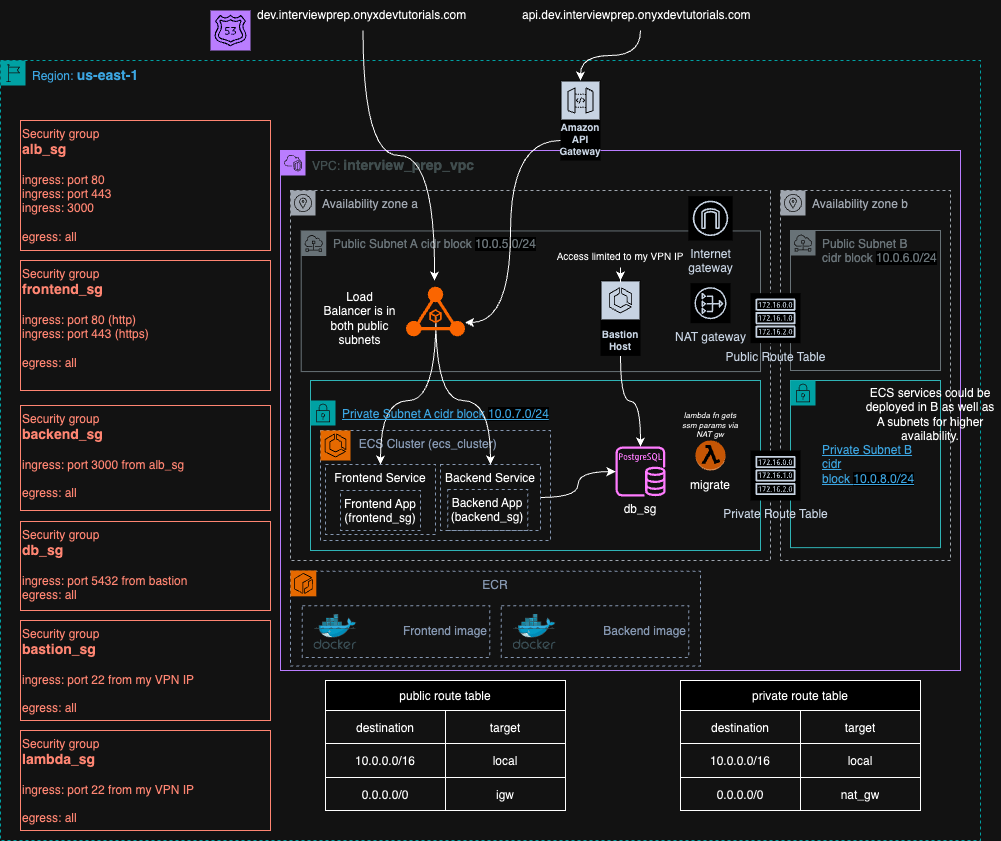 53
dev.interviewprep.onyxdevtutorials.com
api.dev.interviewprep.onyxdevtutorials.com
Region: us-east-1
Amazon
API
Gateway
Security group
alb_sg
ingress: port 80
ingress: port 443
ingress: 3000
egress: all
Security group
frontend_sg
ingress: port 80 (http)
ingress: port 443 (https)
egress: all
Security group
backend_sg
ingress: port 3000 from alb_sg
egress: all
Security group
db_sg
ingress: port 5432 from bastion
egress: all
Security group
bastion_sg
ingress: port 22 from my VPN IP
egress: all
Security group
lambda_sg
ingress: port 22 from my VPN IP
egress: all
VPC: interview_prep_vpc
Availability zone a
Public Subnet A cidr block 10.0.5.0/24
Load
Balancer is in
both public
subnets
Access limited to my VPN IP
Bastion
Host
Internet
gateway
NAT gateway
172.16.0.0
172.16.1.0
172.16.2.0
Public Route Table
Availability zone b
Public Subnet B
cidr block 10.0.6.0/24
Private Subnet A cidr block 10.0.7.0/24
ECS Cluster (ecs_cluster)
Frontend Service
Frontend App
(frontend_sg)
Backend Service
Backend App
(backend_sg)
PostgreSQL
db_sg
lambda fn gets
ssm params via
NAT gw
migrate
172.16.0.0
172.16.1.0
172.16.2.0
Private Route Table
ECS services could be
deployed in B as well as
A subnets for higher
availability.
Private Subnet B
cidr
block 10.0.8.0/24
ECR
docker
Frontend image
docker
Backend image
public route table
destination target
10.0.0.0/16 local
0.0.0.0/0 igw
private route table
destination target
10.0.0.0/16 local
0.0.0.0/0 nat_gw